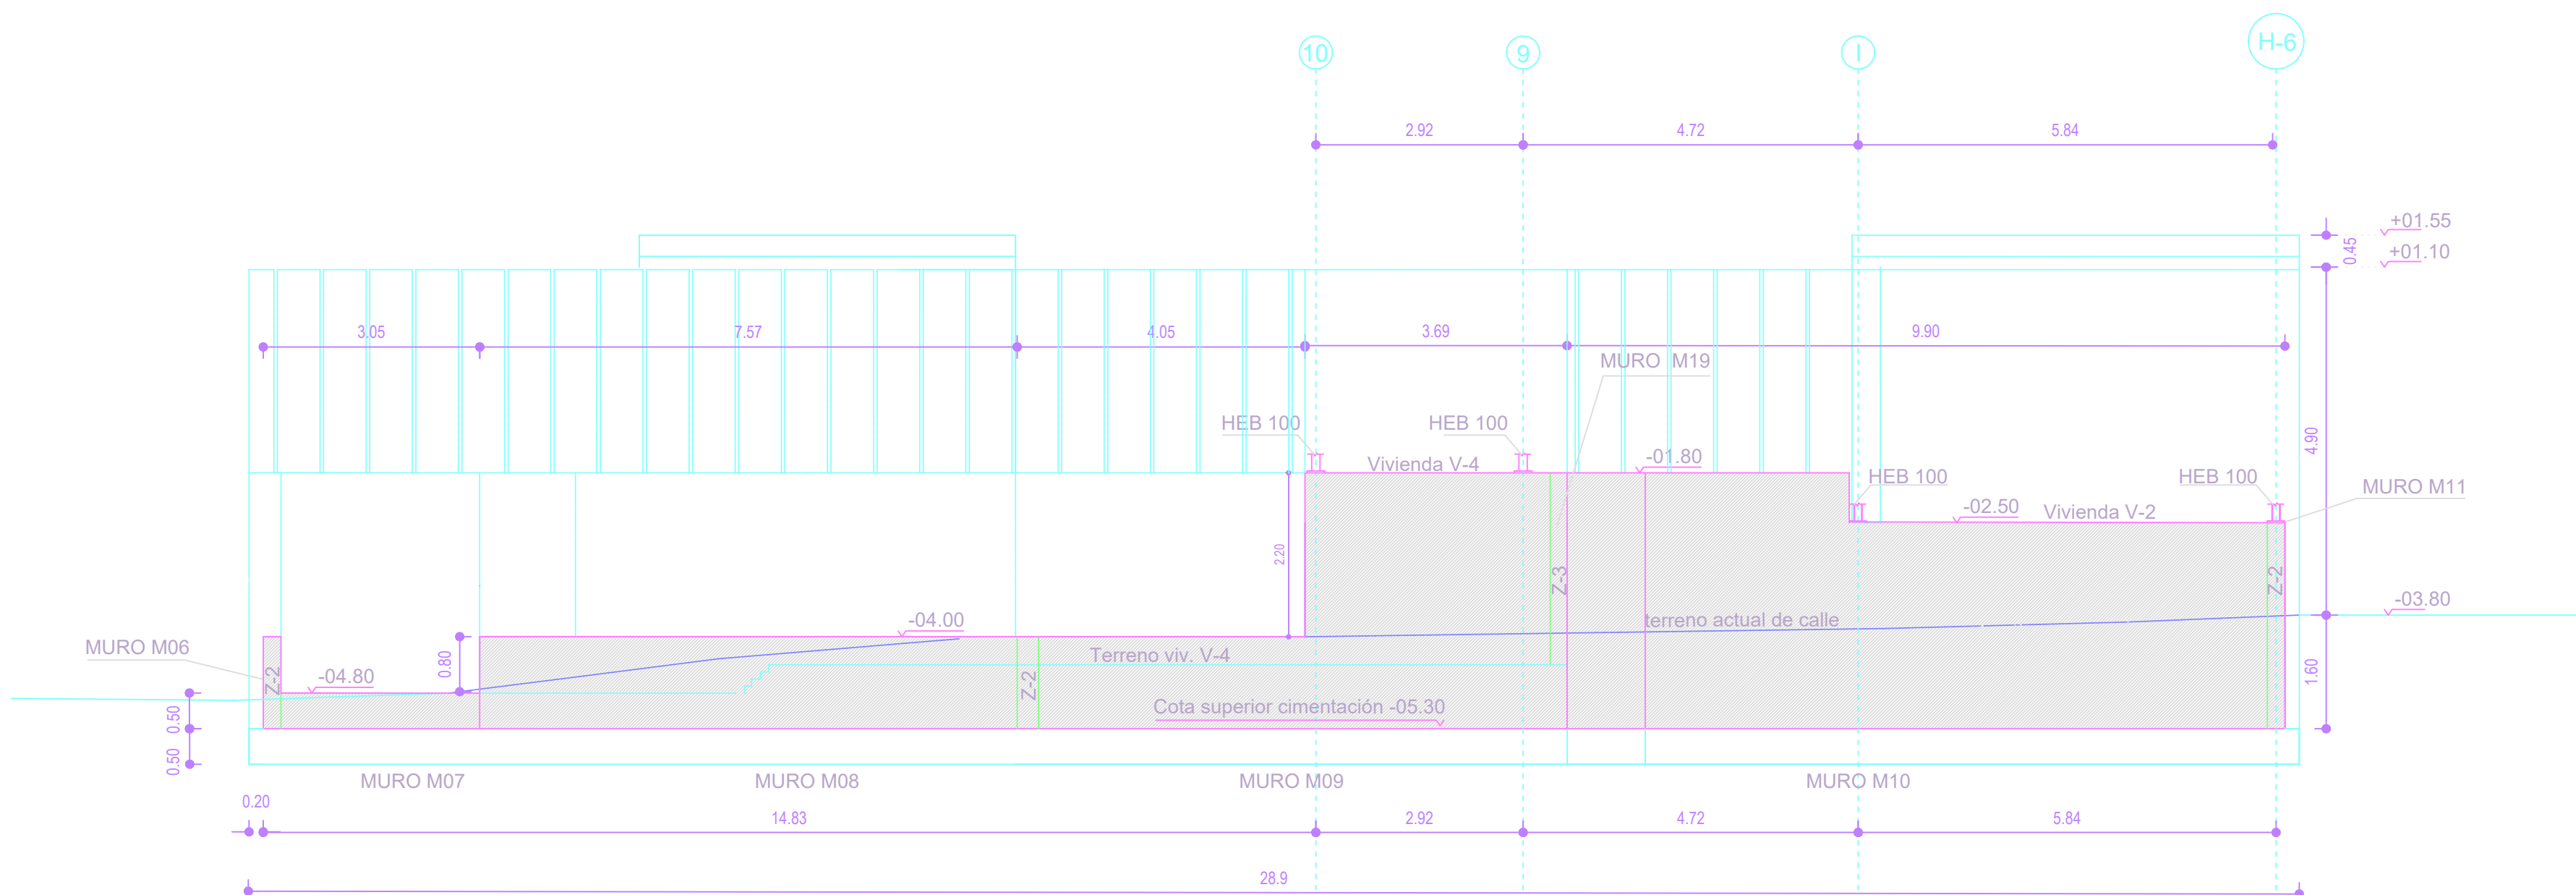 10
9
I
H-6
2.92
4.72
5.84
+01.55
0.45
+01.10
3.05
7.57
4.05
3.69
9.90
MURO M19
HEB 100
HEB 100
4.90
Vivienda V-4
-01.80
HEB 100
HEB 100
MURO M11
-02.50
Vivienda V-2
2.20
Z-3
Z-2
-03.80
-04.00
terreno actual de calle
MURO M06
0.80
Terreno viv. V-4
Z-2
-04.80
Z-2
1.60
0.50
Cota superior cimentación -05.30
0.50
MURO M07
MURO M08
MURO M09
MURO M10
0.20
14.83
2.92
4.72
5.84
28.9